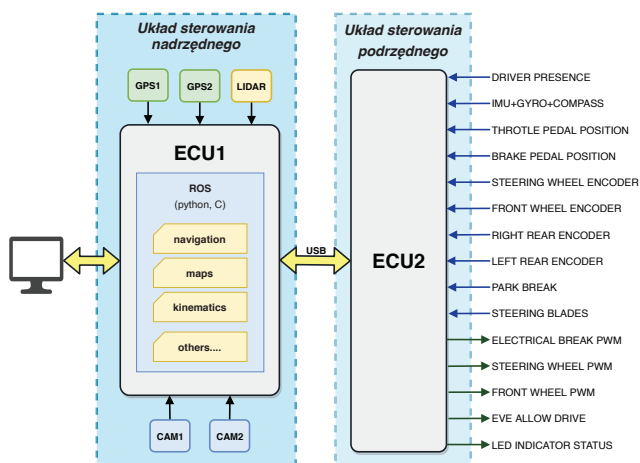 Układ sterowania
nadrzędnego
Układ sterowania
podrzędnego
GPS1
GPS2
LIDAR
ECU1
ROS
(python, C)
navigation
maps
kinematics
others....
CAM1
CAM2
USB
ECU2
DRIVER PRESENCE
IMU+GYRO+COMPASS
THROTLE PEDAL POSITION
BRAKE PEDAL POSITION
STEERING WHEEL ENCODER
FRONT WHEEL ENCODER
RIGHT REAR ENCODER
LEFT REAR ENCODER
PARK BREAK
STEERING BLADES
ELECTRICAL BREAK PWM
STEERING WHEEL PWM
FRONT WHEEL PWM
EVE ALLOW DRIVE
LED INDICATOR STATUS